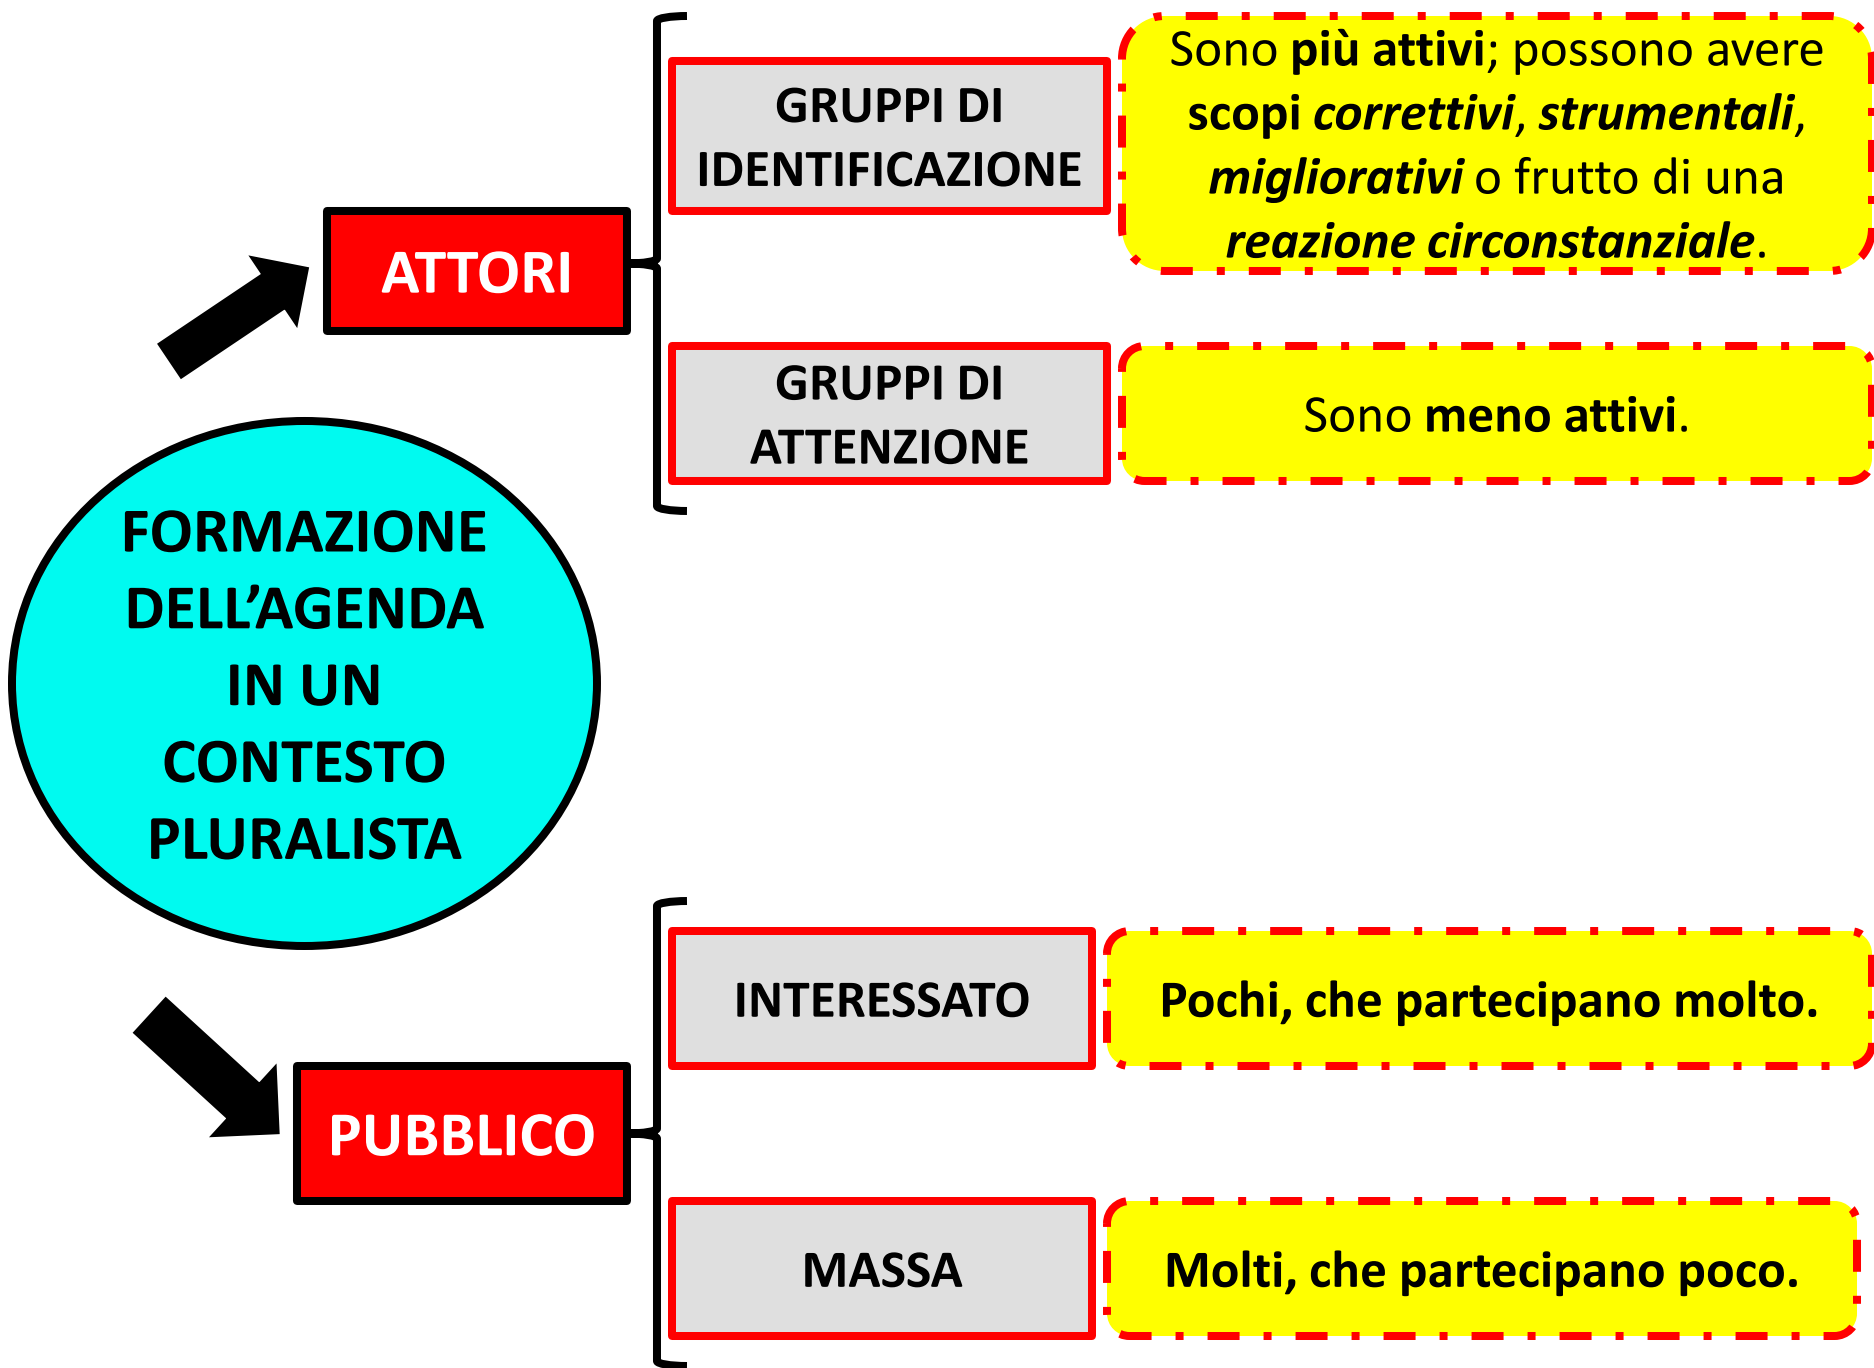 GRUPPI DI
IDENTIFICAZIONE
Sono più attivi; possono avere
scopi correttivi, strumentali,
migliorativi o frutto di una
reazione circonstanziale.
ATTORI
GRUPPI DI
ATTENZIONE
Sono meno attivi.
FORMAZIONE
DELL’AGENDA
IN UN
CONTESTO
PLURALISTA
INTERESSATO
Pochi, che partecipano molto.
PUBBLICO
MASSA
Molti, che partecipano poco.